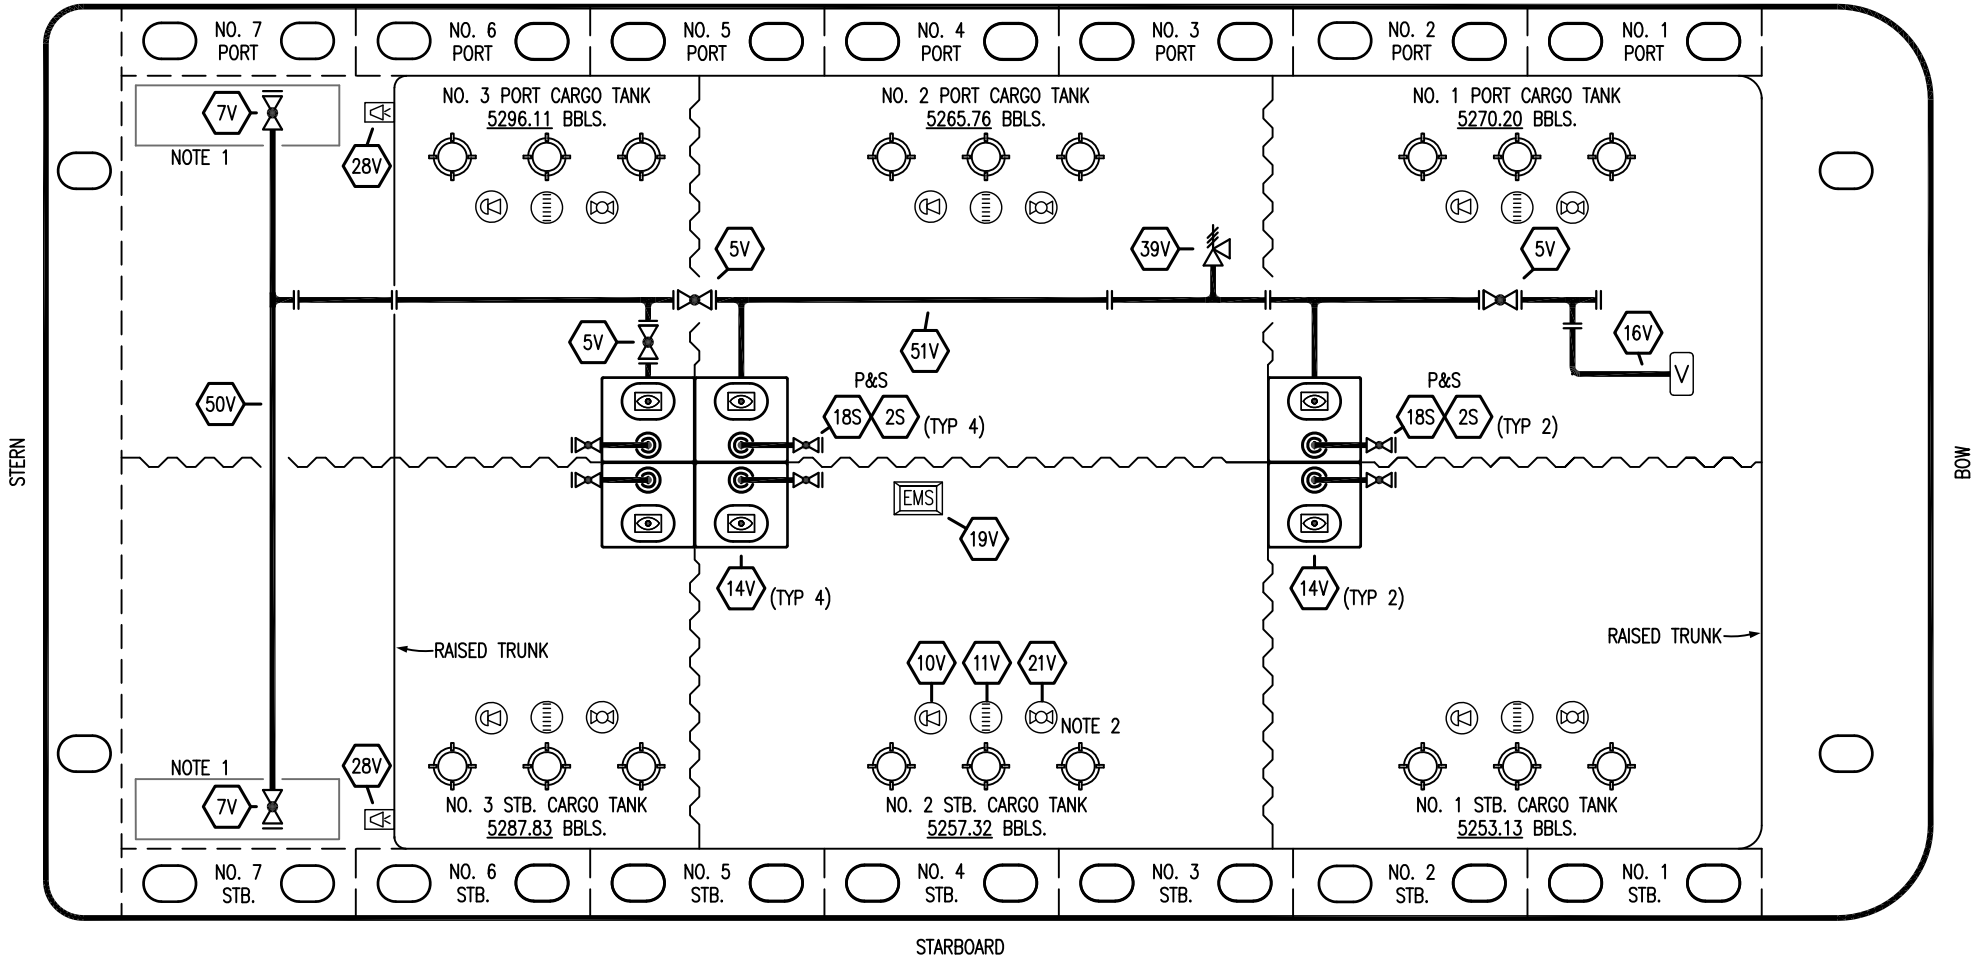 NO. 7
PORT
NO. 6
PORT
NO. 5
PORT
NO. 4
PORT
NO. 3
PORT
NO. 2
PORT
NO. 1
PORT
7V
NOTE 1
28V
NO. 3 PORT CARGO TANK
5296.11 BBLS.
NO. 2 PORT CARGO TANK
5265.76 BBLS.
NO. 1 PORT CARGO TANK
5270.20 BBLS.
5V
39V
5V
5V
51V
16V
V
50V
P&S
18S 2S (TYP 4)
P&S
18S 2S (TYP 2)
STERN
BOW
EMS
19V
14V (TYP 4)
14V (TYP 2)
RAISED TRUNK
RAISED TRUNK
10V 11V 21V
NOTE 2
NOTE 1
7V
28V
NO. 3 STB. CARGO TANK
5287.83 BBLS.
NO. 2 STB. CARGO TANK
5257.32 BBLS.
NO. 1 STB. CARGO TANK
5253.13 BBLS.
NO. 7
STB.
NO. 6
STB.
NO. 5
STB.
NO. 4
STB.
NO. 3
STB.
NO. 2
STB.
NO. 1
STB.
STARBOARD